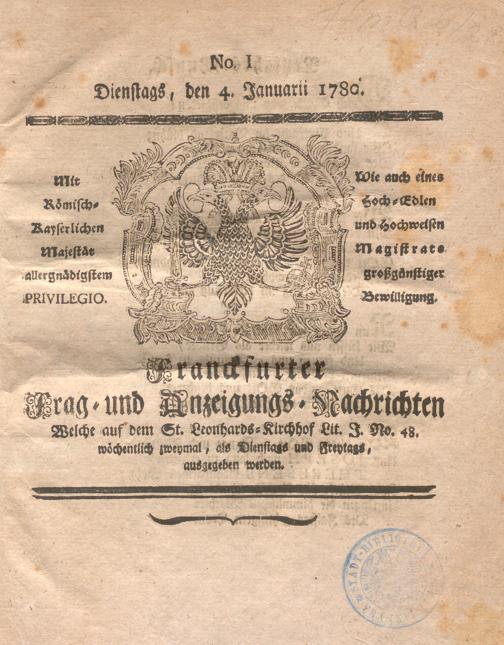 No. I.
Dienstags, den 4. Januarii 1780.
Mit
Römisch-
Kayserlichen
Majestät
allergnädigstem
PRIVILEGIO.
Wie auch eines
Hoch-Edlen
und Hochweisen
Magistrats
großgünstiger
Bewilligung.
Franckfurter
Frag- und Anzeigungs-Nachrichten
Welche auf dem St. Leonhards-Kirchhof Lit. J. No. 48.
wöchentlich zweymal, als Dienstags und Freytags,
ausgegeben werden.
STADT-BIBLIOTHEK